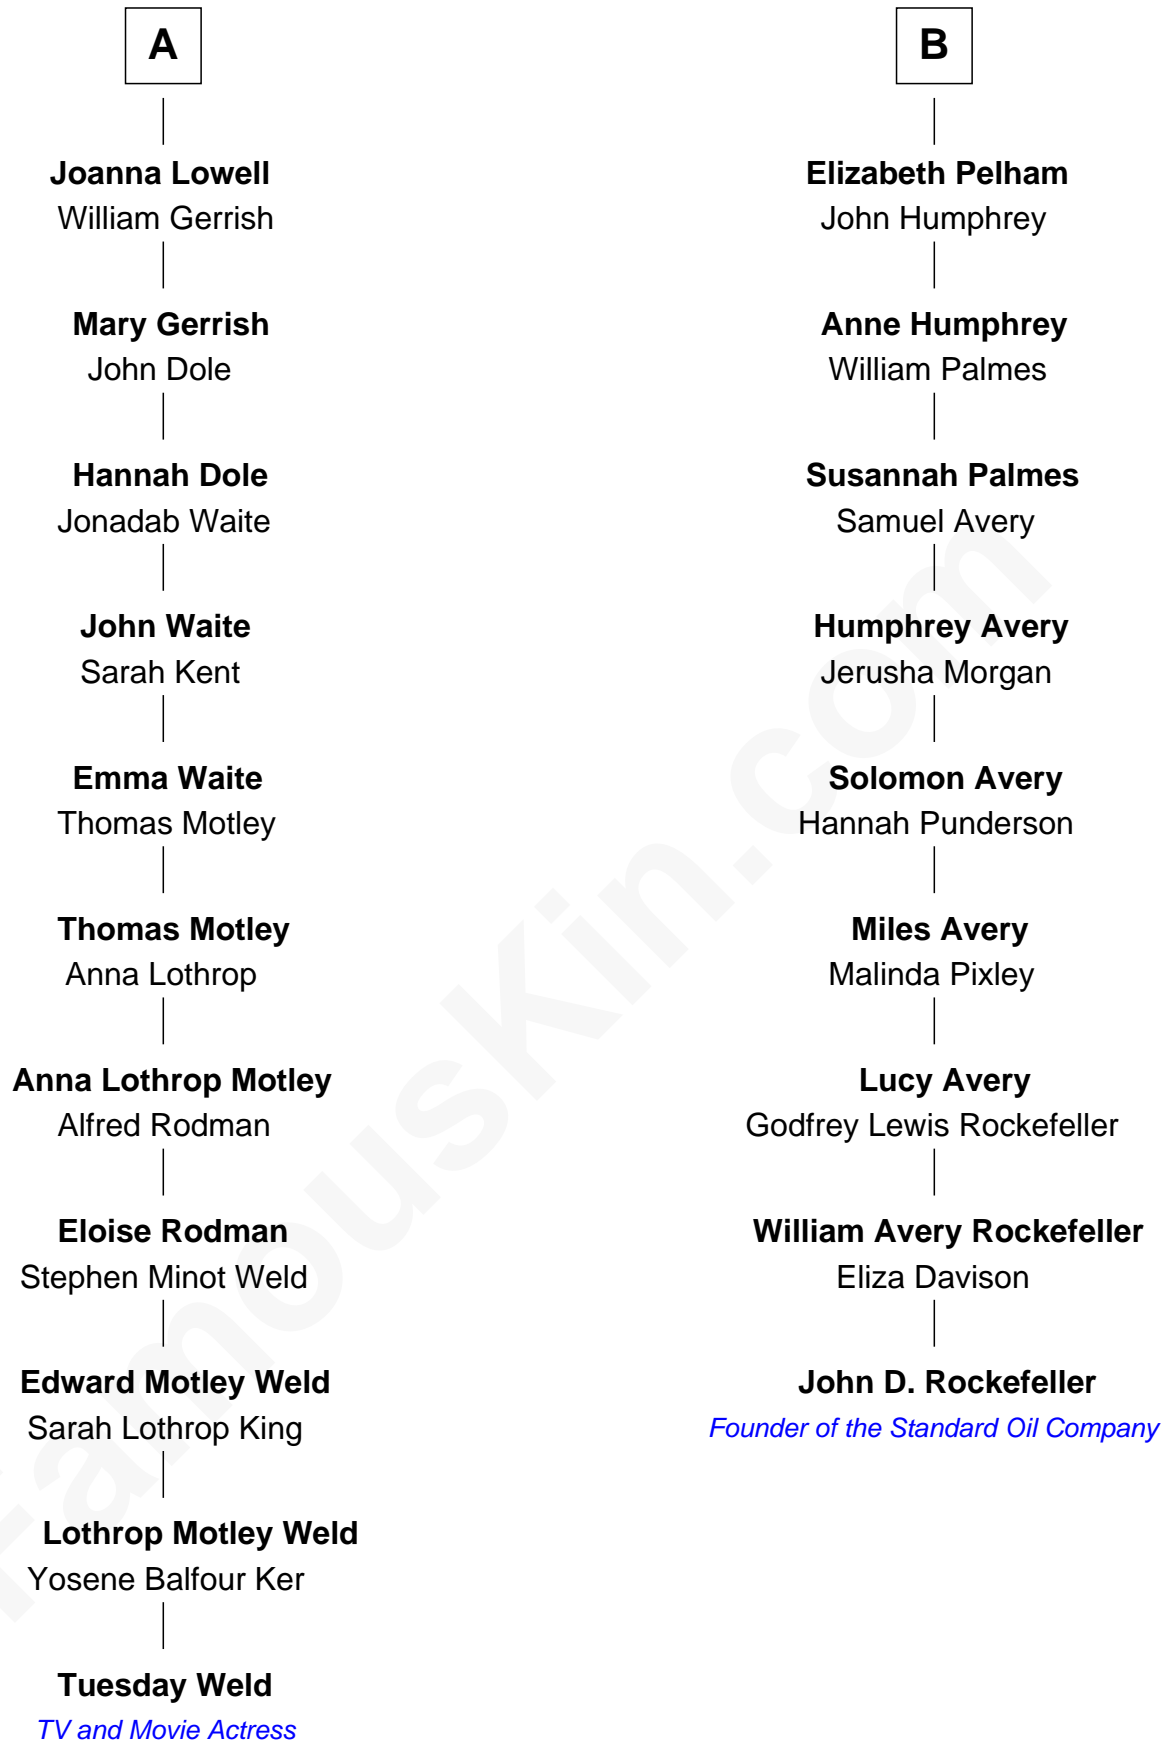 A
Joanna Lowell
William Gerrish
Mary Gerrish
John Dole
Hannah Dole
Jonadab Waite
John Waite
Sarah Kent
Emma Waite
Thomas Motley
Thomas Motley
Anna Lothrop
Anna Lothrop Motley
Alfred Rodman
Eloise Rodman
Stephen Minot Weld
Edward Motley Weld
Sarah Lothrop King
Lothrop Motley Weld
Yosene Balfour Ker
Tuesday Weld
TV and Movie Actress
B
Elizabeth Pelham
John Humphrey
Anne Humphrey
William Palmes
Susannah Palmes
Samuel Avery
Humphrey Avery
Jerusha Morgan
Solomon Avery
Hannah Punderson
Miles Avery
Malinda Pixley
Lucy Avery
Godfrey Lewis Rockefeller
William Avery Rockefeller
Eliza Davison
John D. Rockefeller
Founder of the Standard Oil Company
FamousKin.com